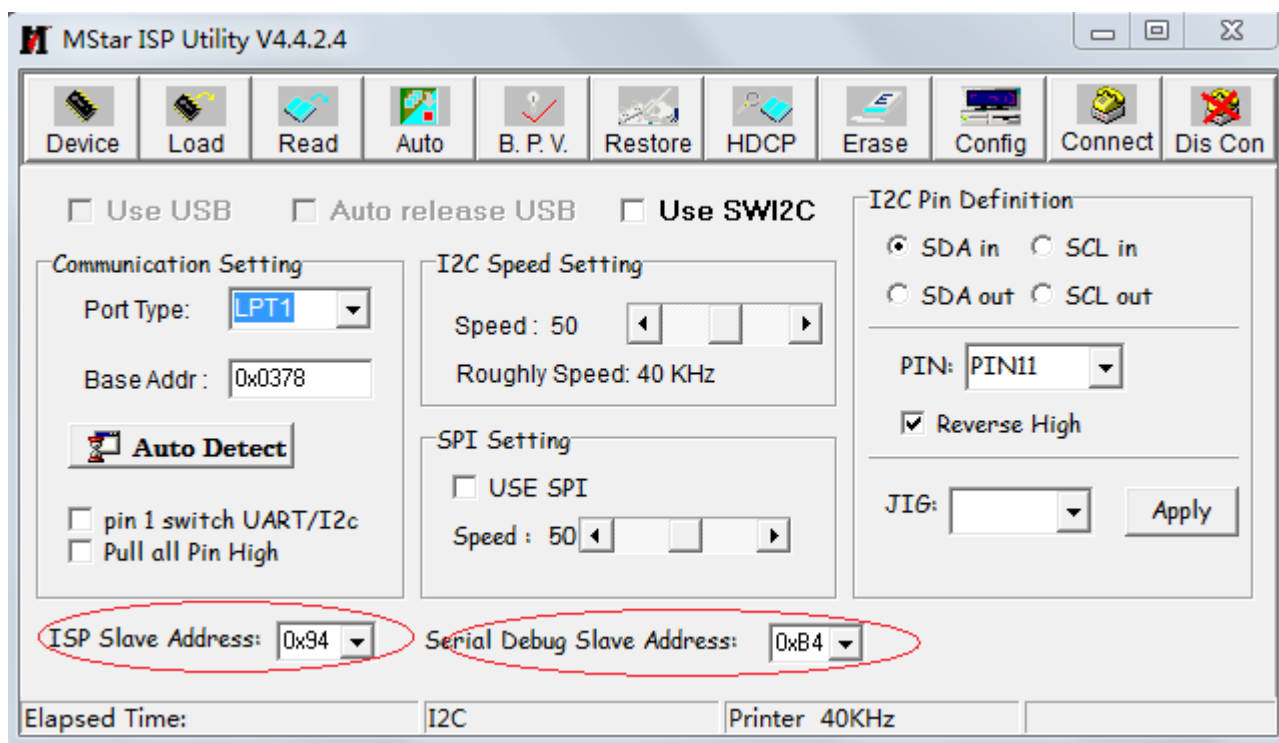 MStar ISP Utility V4.4.2.4
Device Load Read Auto B. P. V. Restore HDCP Erase Config Connect Dis Con
Use USB Auto release USB Use SWI2C
Communication Setting
Port Type: LPT1
Base Addr : 0x0378
Auto Detect
pin 1 switch UART/I2c
Pull all Pin High
I2C Speed Setting
Speed : 50
Roughly Speed: 40 KHz
SPI Setting
USE SPI
Speed : 50
I2C Pin Definition
SDA in SCL in
SDA out SCL out
PIN: PIN11
Reverse High
JIG: Apply
ISP Slave Address: 0x94 Serial Debug Slave Address: 0xB4
Elapsed Time: I2C Printer 40KHz